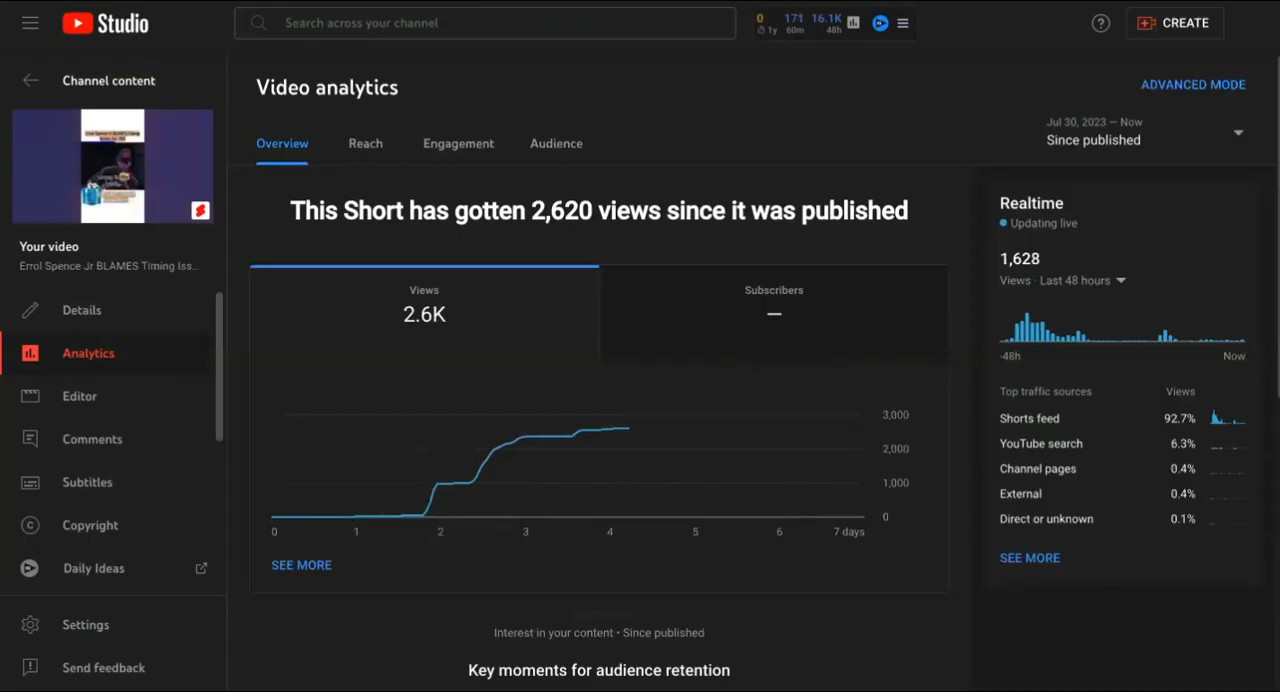 Studio
Search across your channel
0 171 16.1K
1y 60m 48h
?
CREATE
Channel content
Your video
Errol Spence Jr BLAMES Timing Iss...
Details
Analytics
Editor
Comments
Subtitles
Copyright
Daily Ideas
Settings
Send feedback
Video analytics
ADVANCED MODE
Overview Reach Engagement Audience
Jul 30, 2023 – Now
Since published
This Short has gotten 2,620 views since it was published
Views
2.6K
Subscribers
—
3,000
2,000
1,000
0
0 1 2 3 4 5 6 7 days
SEE MORE
Interest in your content • Since published
Key moments for audience retention
Realtime
Updating live
1,628
Views · Last 48 hours
-48h Now
Top traffic sources Views
Shorts feed 92.7%
YouTube search 6.3%
Channel pages 0.4%
External 0.4%
Direct or unknown 0.1%
SEE MORE